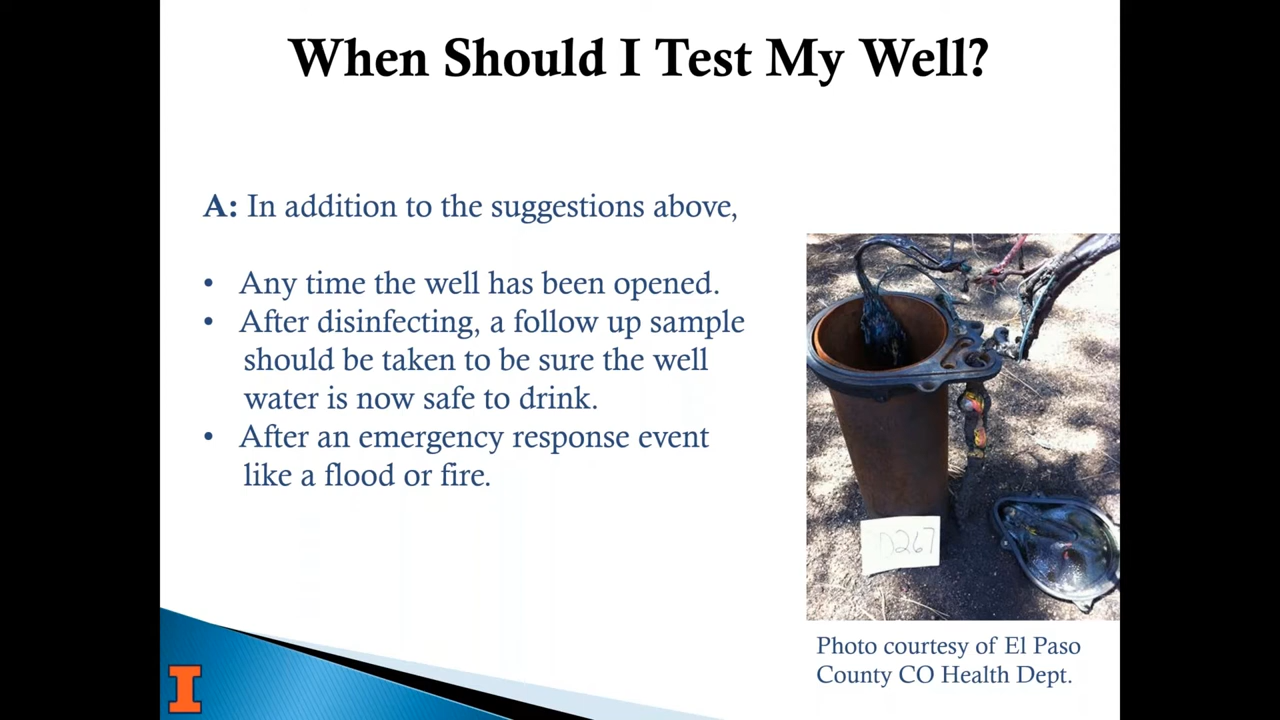 When Should I Test My Well?
A: In addition to the suggestions above,
• Any time the well has been opened.
• After disinfecting, a follow up sample
should be taken to be sure the well
water is now safe to drink.
• After an emergency response event
like a flood or fire.
D267
Photo courtesy of El Paso
County CO Health Dept.
I